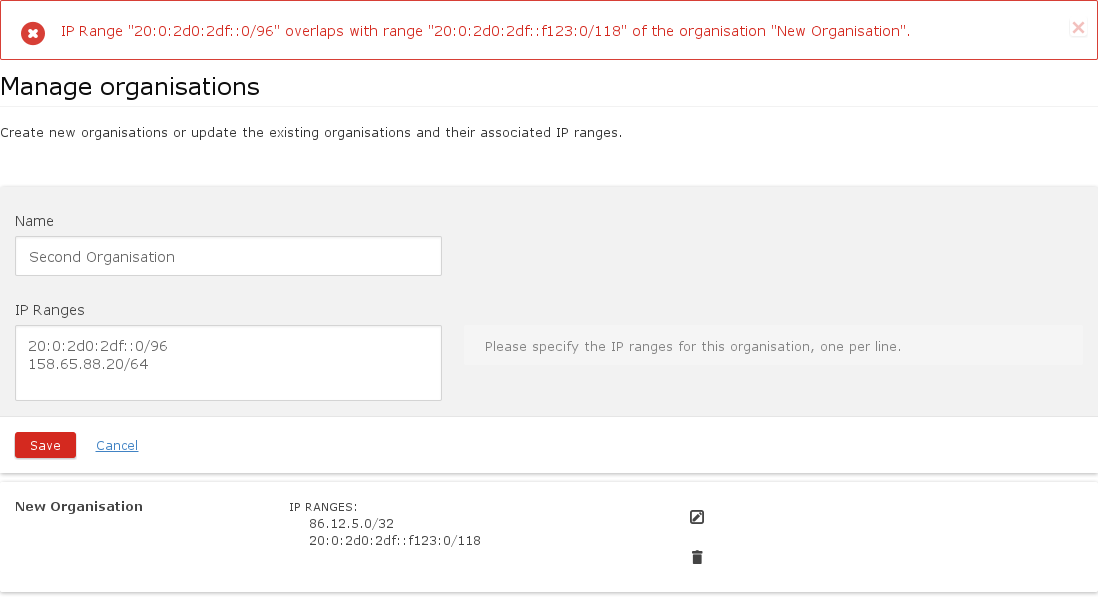 IP Range "20:0:2d0:2df::0/96" overlaps with range "20:0:2d0:2df::f123:0/118" of the organisation "New Organisation".
Manage organisations
Create new organisations or update the existing organisations and their associated IP ranges.
Name
Second Organisation
IP Ranges
20:0:2d0:2df::0/96
158.65.88.20/64
Please specify the IP ranges for this organisation, one per line.
Save Cancel
New Organisation
IP RANGES:
86.12.5.0/32
20:0:2d0:2df::f123:0/118